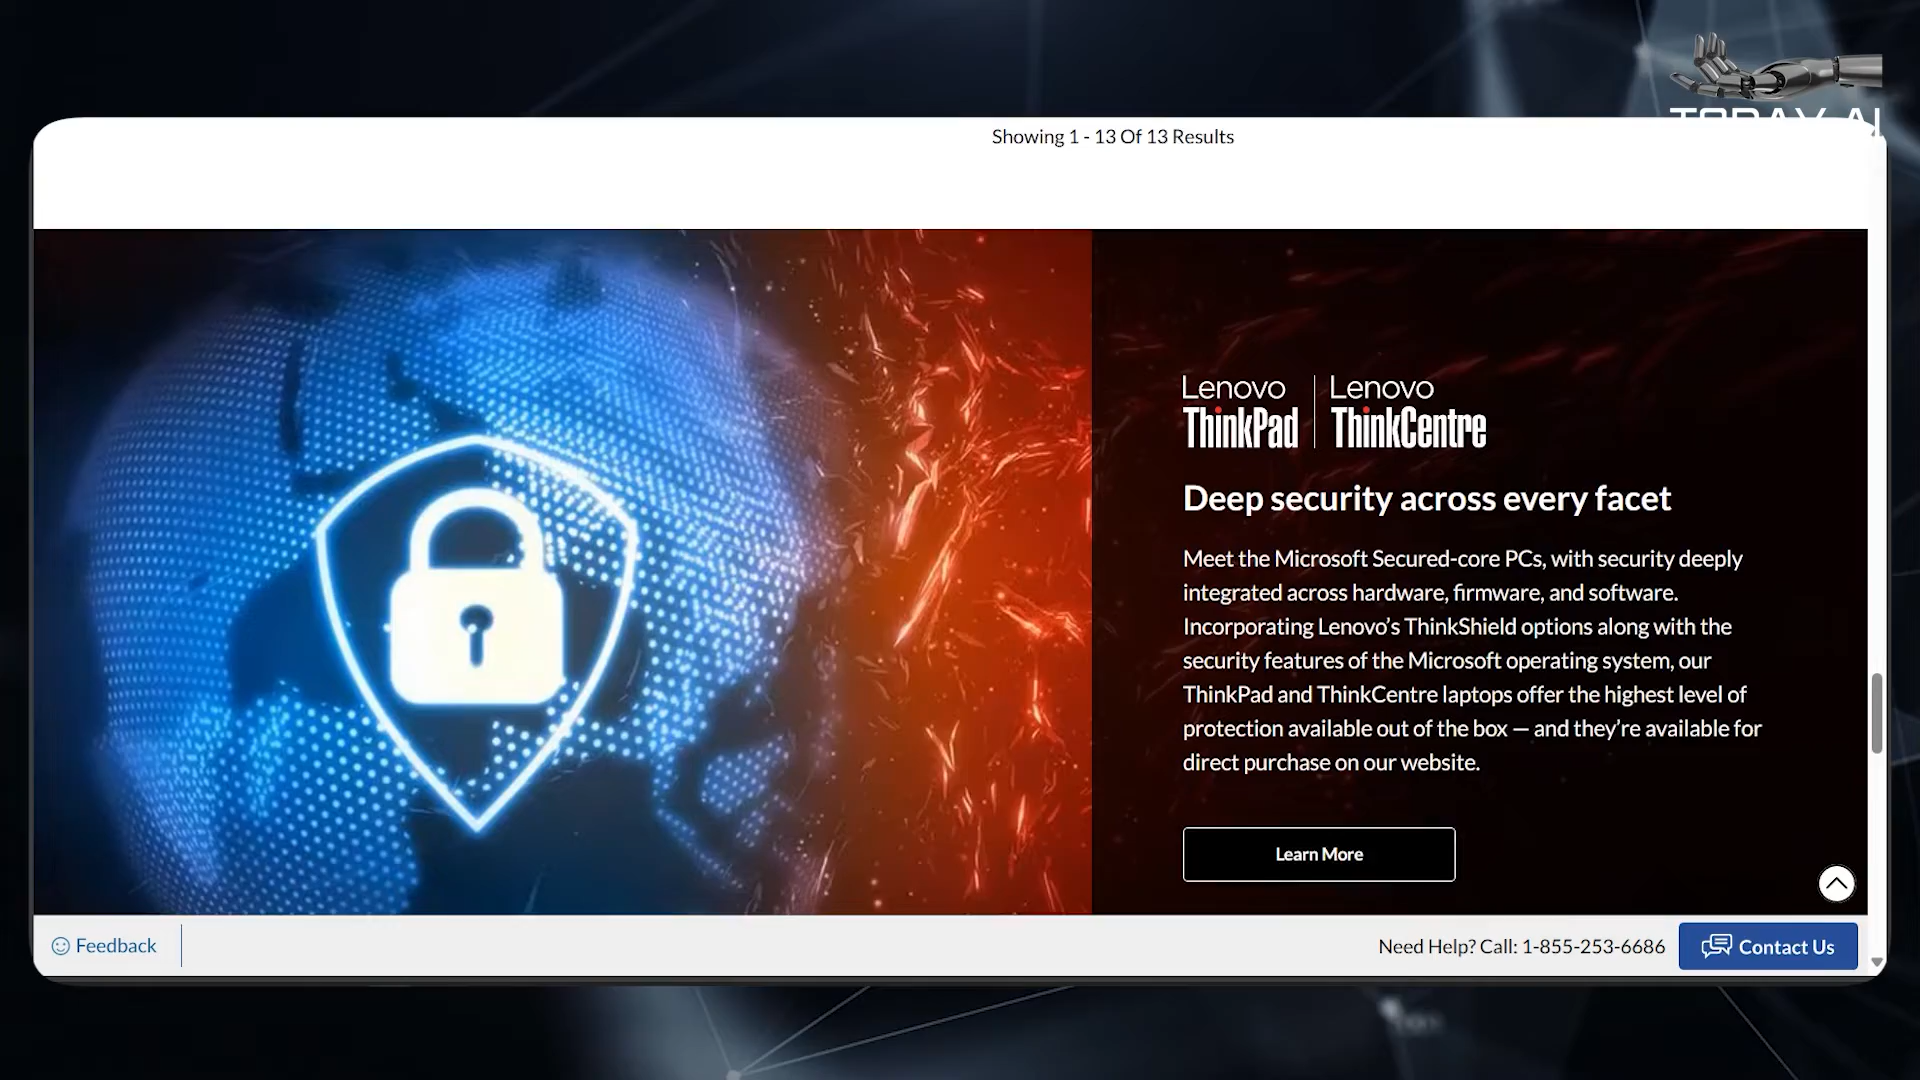 TODAY AI
Showing 1 - 13 Of 13 Results
Lenovo
ThinkPad
Lenovo
ThinkCentre
Deep security across every facet
Meet the Microsoft Secured-core PCs, with security deeply
integrated across hardware, firmware, and software.
Incorporating Lenovo’s ThinkShield options along with the
security features of the Microsoft operating system, our
ThinkPad and ThinkCentre laptops offer the highest level of
protection available out of the box — and they’re available for
direct purchase on our website.
Learn More
Feedback
Need Help? Call: 1-855-253-6686
Contact Us